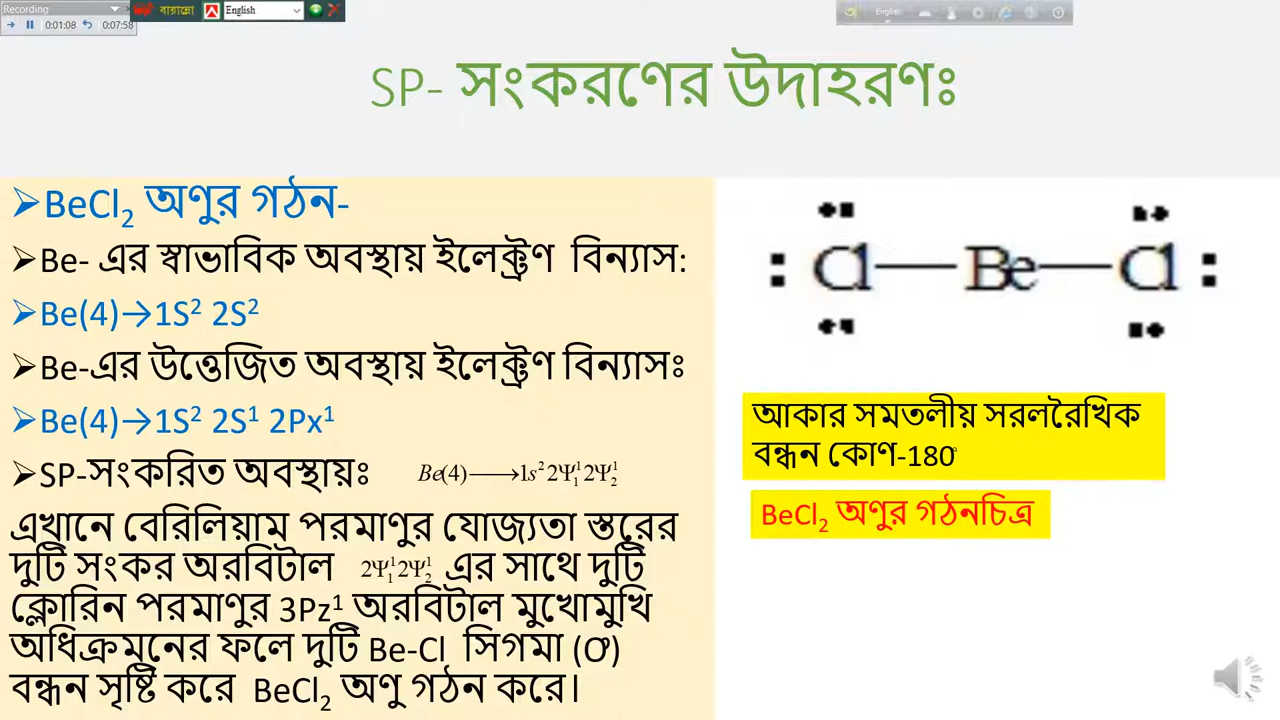 Recording
0:01:08 0:07:58
বায়ান্নো English
SP- সংকরণের উদাহরণঃ
➢BeCl₂ অণুর গঠন-
➢Be- এর স্বাভাবিক অবস্থায় ইলেক্ট্রণ বিন্যাস:
➢Be(4)→1S² 2S²
➢Be-এর উত্তেজিত অবস্থায় ইলেক্ট্রণ বিন্যাসঃ
➢Be(4)→1S² 2S¹ 2Px¹
➢SP-সংকরিত অবস্থায়ঃ Be(4)⟶1s²2Ψ₁¹2Ψ₂¹
এখানে বেরিলিয়াম পরমাণুর যোজ্যতা স্তরের
দুটি সংকর অরবিটাল 2Ψ₁¹2Ψ₂¹ এর সাথে দুটি
ক্লোরিন পরমাণুর 3Pz¹ অরবিটাল মুখোমুখি
অধিক্রমনের ফলে দুটি Be-Cl সিগমা (σ)
বন্ধন সৃষ্টি করে BeCl₂ অণু গঠন করে।
Cl — Be — Cl
আকার সমতলীয় সরলরৈখিক
বন্ধন কোণ-180°
BeCl₂ অণুর গঠনচিত্র